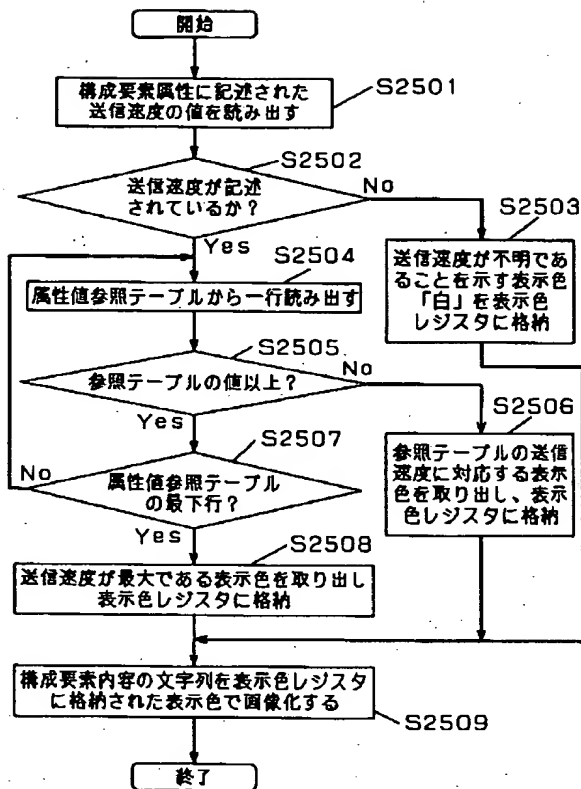 開始
構成要素属性に記述された
送信速度の値を読み出す
S2501
S2502
送信速度が記述
されているか？
No
Yes
S2503
送信速度が不明であ
ることを示す表示色
「白」を表示色
レジスタに格納
S2504
属性値参照テーブルから一行読み出す
S2505
参照テーブルの値以上？
No
Yes
S2506
参照テーブルの送信
速度に対応する表示
色を取り出し、表示
色レジスタに格納
S2507
No
属性値参照テーブル
の最下行？
Yes
S2508
送信速度が最大である表示色を取り出し
表示色レジスタに格納
構成要素内容の文字列を表示色レジスタ
に格納された表示色で画像化する
S2509
終了